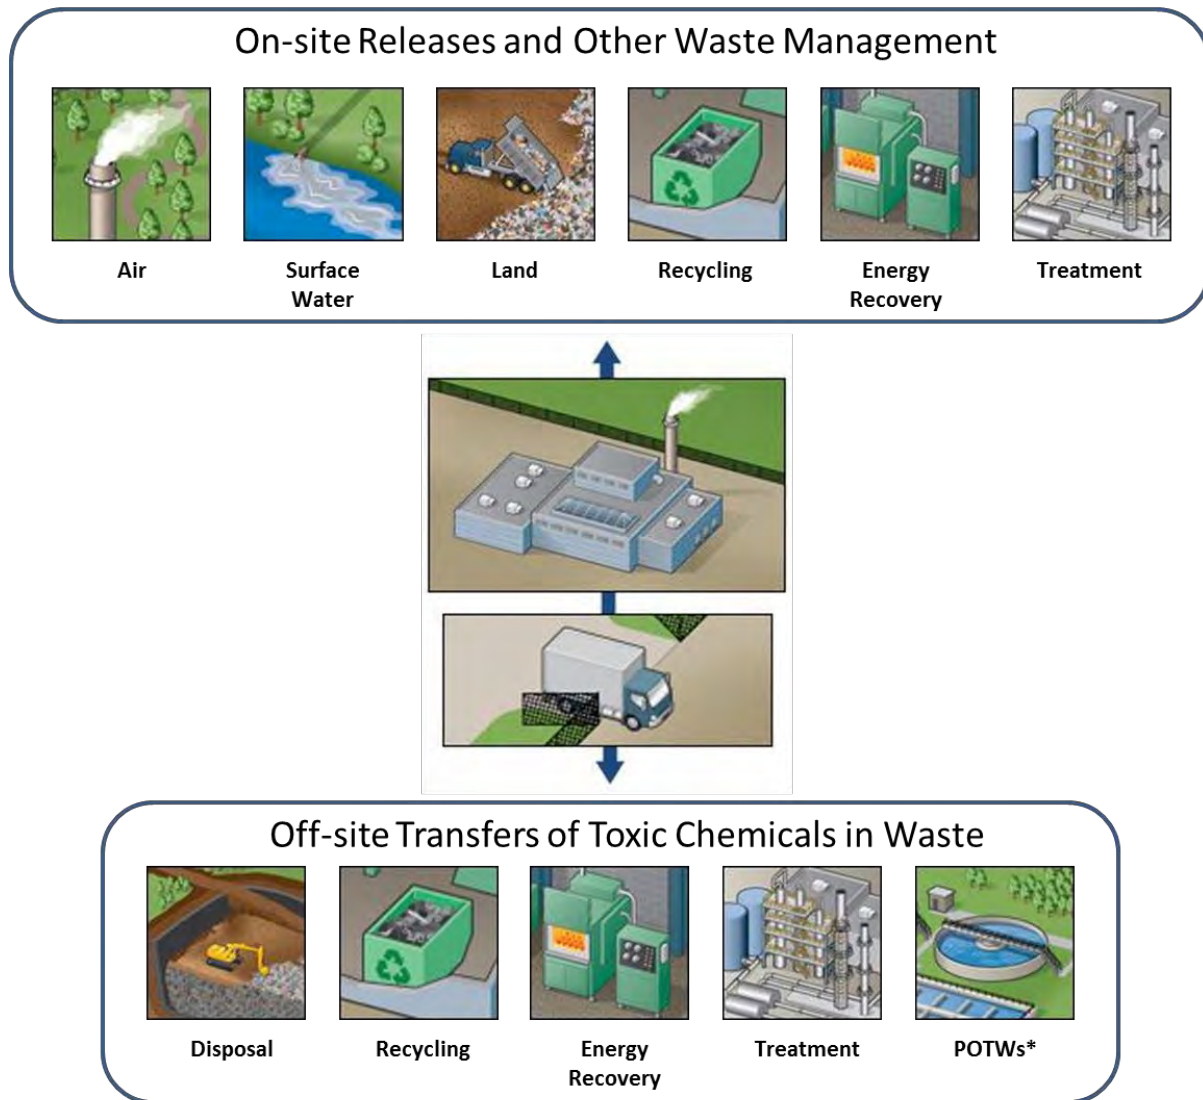 On-site Releases and Other Waste Management
Air
Surface
Water
Land
Recycling
Energy
Recovery
Treatment
Off-site Transfers of Toxic Chemicals in Waste
Disposal
Recycling
Energy
Recovery
Treatment
POTWs*